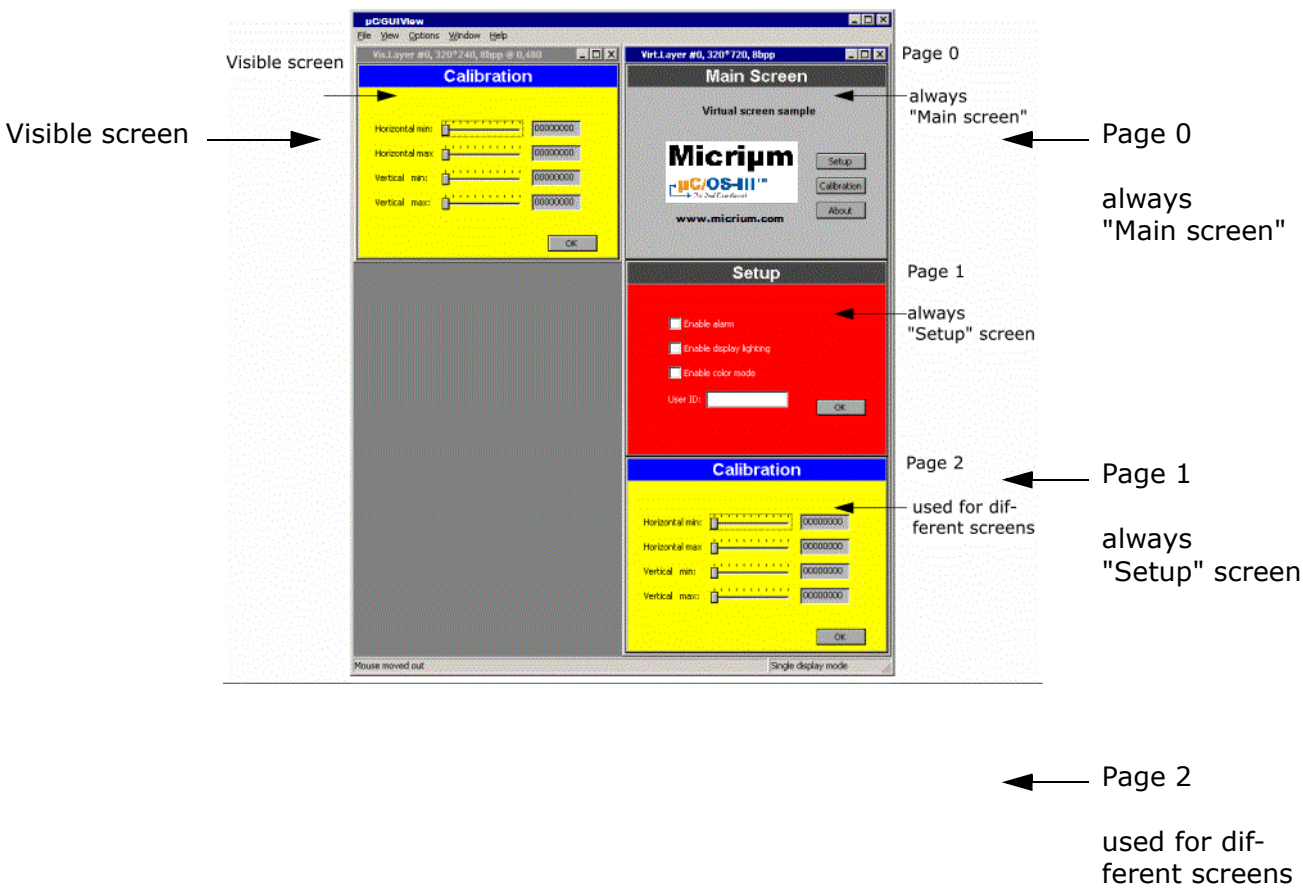 µC/GUIView
File View Options Window Help
Vis.Layer #0, 320*240, 8bpp @ 0,480
Calibration
Horizontal min: 00000000
Horizontal max 00000000
Vertical min: 00000000
Vertical max: 00000000
OK
Virt.Layer #0, 320*720, 8bpp
Main Screen
Virtual screen sample
Micriµm
µC/OS-III™
www.micrium.com
Setup
Calibration
About
Setup
Enable alarm
Enable display lighting
Enable color mode
User ID:
OK
Calibration
Horizontal min: 00000000
Horizontal max 00000000
Vertical min: 00000000
Vertical max: 00000000
OK
Mouse moved out
Single display mode
Visible screen
Page 0
always
"Main screen"
Page 1
always
"Setup" screen
Page 2
used for dif-
ferent screens
Visible screen
Page 0
always
"Main screen"
Page 1
always
"Setup" screen
Page 2
used for dif-
ferent screens